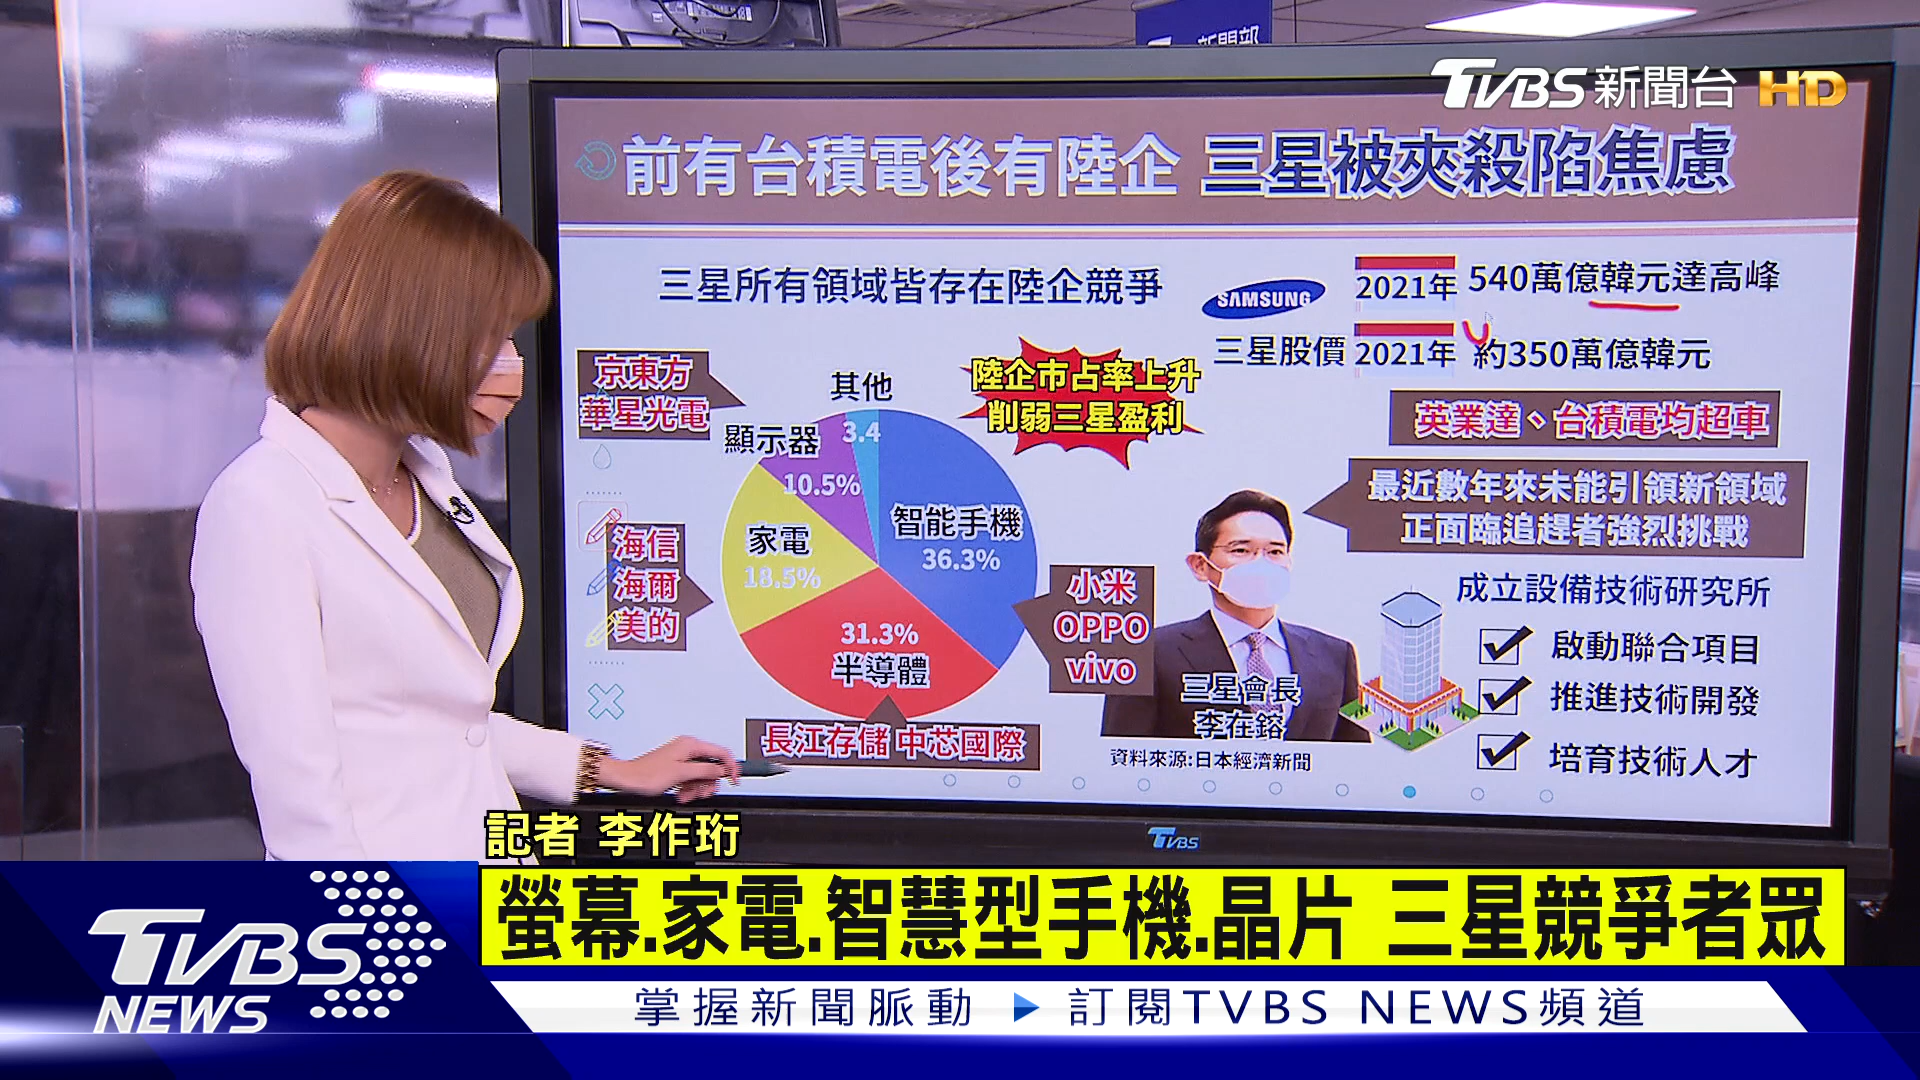 新聞部
TVBS新聞台 HD
前有台積電後有陸企 三星被夾殺陷焦慮
三星所有領域皆存在陸企競爭
SAMSUNG
2021年 540萬億韓元達高峰
三星股價 2021年 約350萬億韓元
京東方
華星光電
其他
3.4
顯示器
10.5%
陸企市占率上升
削弱三星盈利
英業達、台積電均超車
智能手機
36.3%
家電
18.5%
海信
海爾
美的
31.3%
半導體
小米
OPPO
vivo
長江存儲 中芯國際
最近數年來未能引領新領域
正面臨追趕者強烈挑戰
三星會長
李在鎔
資料來源:日本經濟新聞
成立設備技術研究所
啟動聯合項目
推進技術開發
培育技術人才
TVBS
記者 李作珩
螢幕.家電.智慧型手機.晶片 三星競爭者眾
TVBS
NEWS
掌握新聞脈動 ▶ 訂閱TVBS NEWS頻道